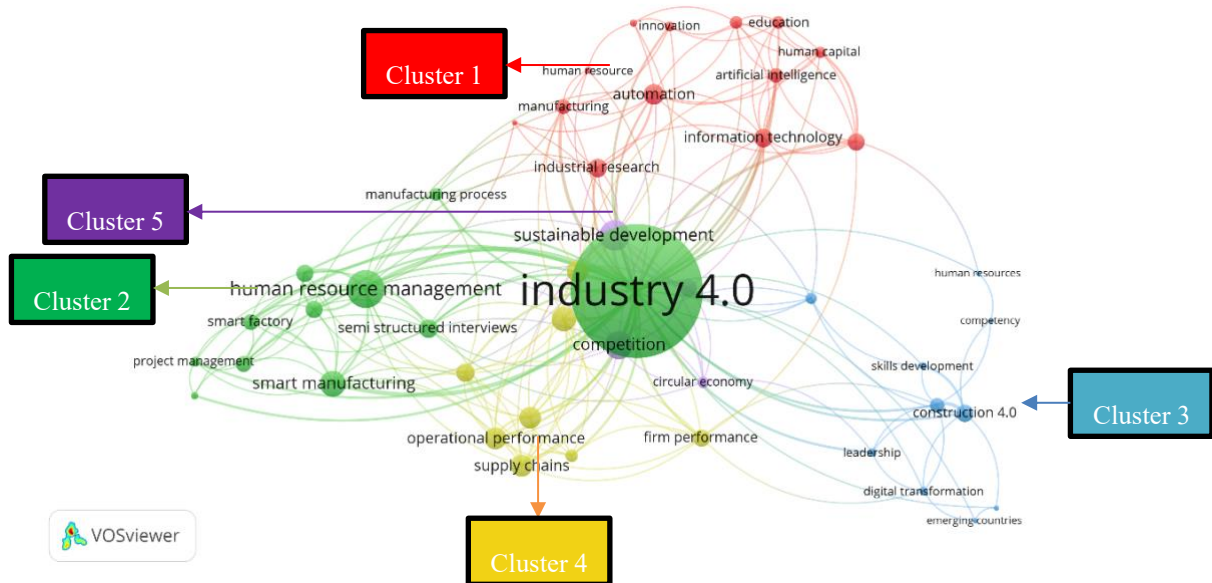 innovation
education
human capital
Cluster 1
human resource
artificial intelligence
automation
manufacturing
information technology
industrial research
manufacturing process
Cluster 5
sustainable development
human resources
Cluster 2
human resource management
industry 4.0
smart factory
semi structured interviews
competency
competition
project management
skills development
smart manufacturing
circular economy
construction 4.0
Cluster 3
operational performance
firm performance
leadership
supply chains
digital transformation
emerging countries
VOSviewer
Cluster 4